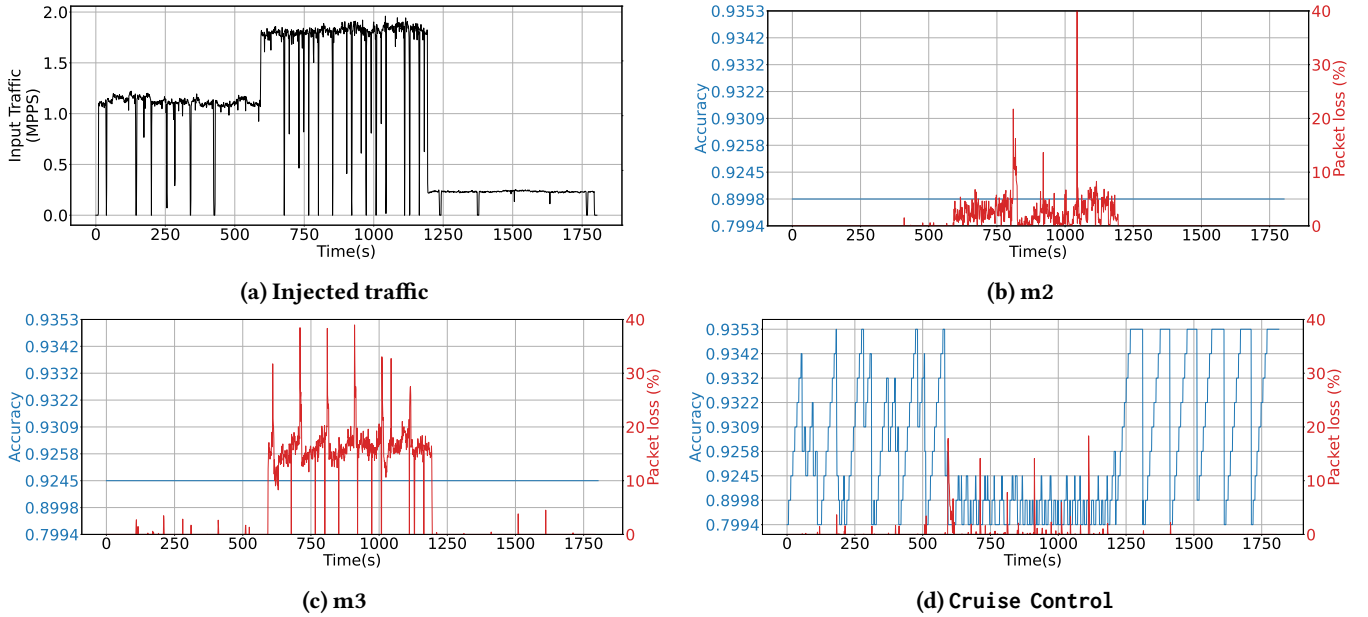 2.0
1.5
1.0
0.5
0.0
Input Traffic
(MPPS)
0 250 500 750 1000 1250 1500 1750
Time(s)
(a) Injected traffic
0.9353
0.9342
0.9332
0.9322
0.9309
0.9258
0.9245
0.8998
0.7994
Accuracy
40
30
20
10
0
Packet loss (%)
0 250 500 750 1000 1250 1500 1750
Time(s)
(b) m2
0.9353
0.9342
0.9332
0.9322
0.9309
0.9258
0.9245
0.8998
0.7994
Accuracy
40
30
20
10
0
Packet loss (%)
0 250 500 750 1000 1250 1500 1750
Time(s)
(c) m3
0.9353
0.9342
0.9332
0.9322
0.9309
0.9258
0.9245
0.8998
0.7994
Accuracy
40
30
20
10
0
Packet loss (%)
0 250 500 750 1000 1250 1500 1750
Time(s)
(d) Cruise Control